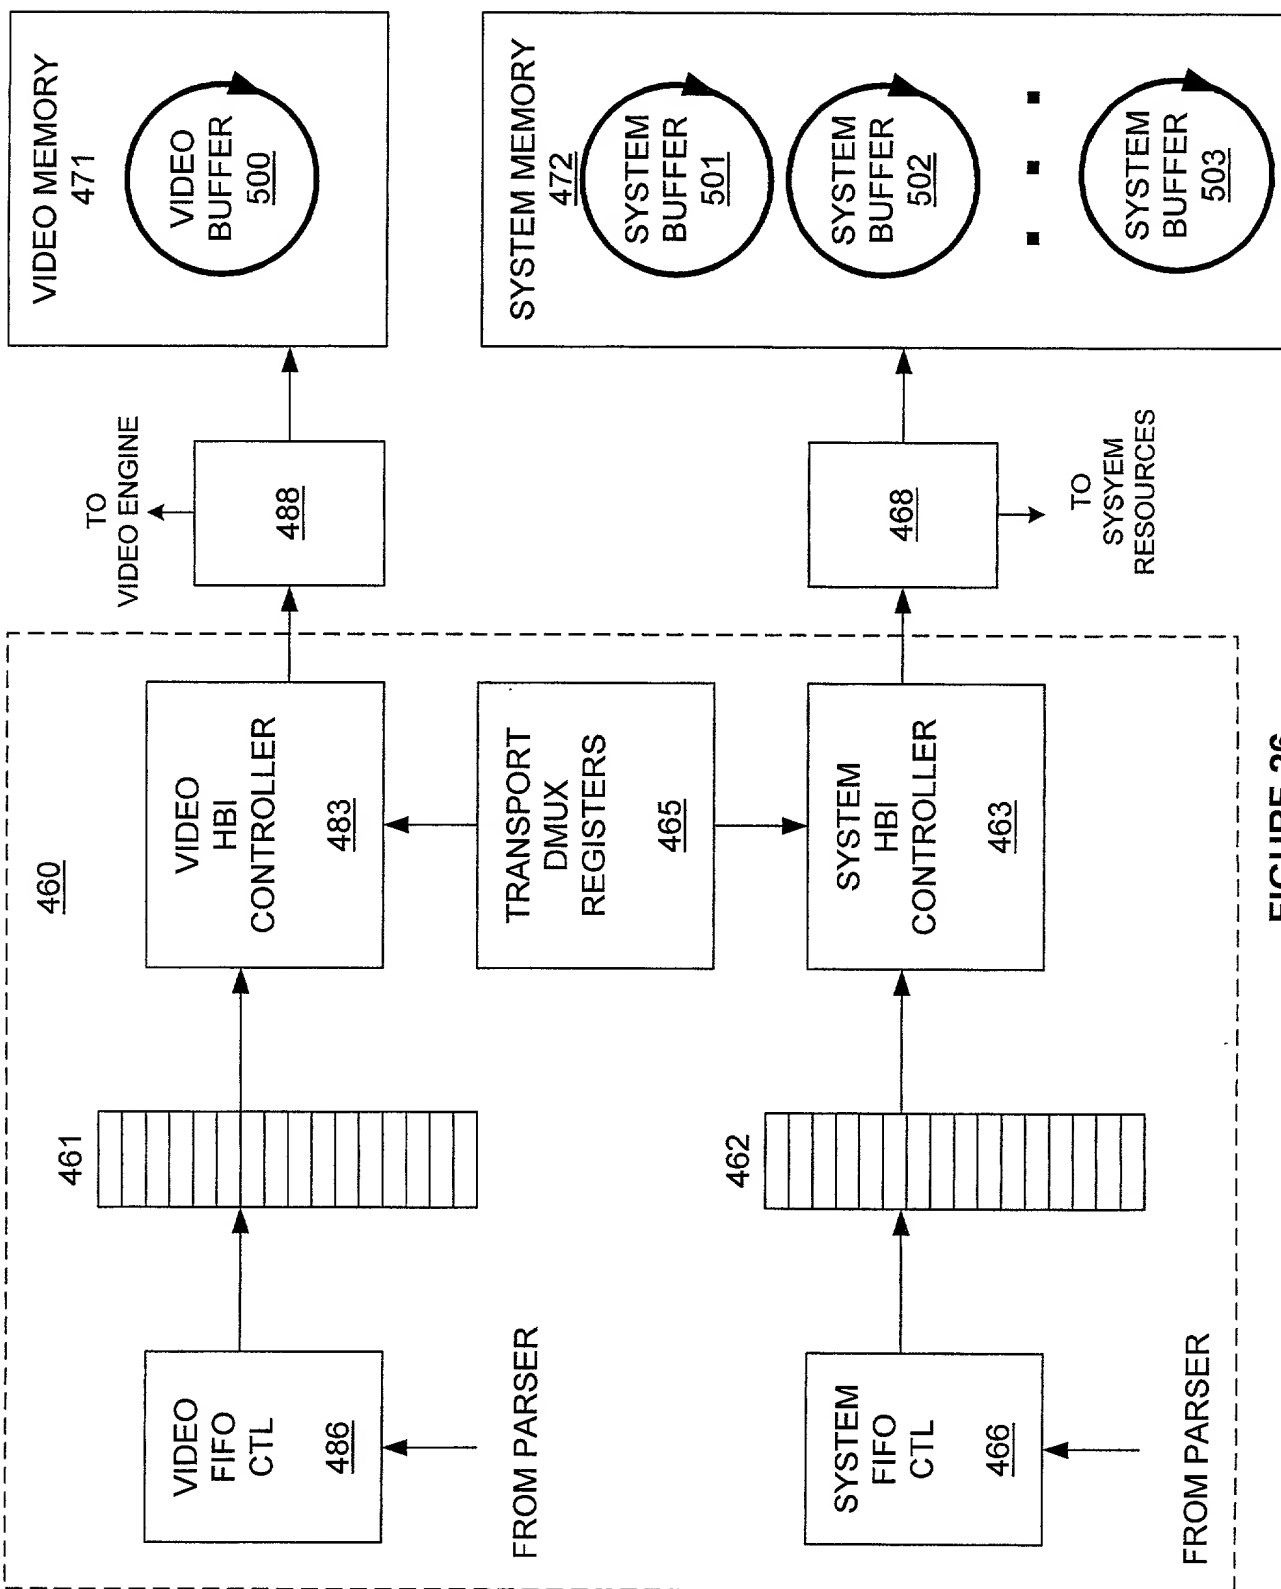 VIDEO MEMORY
471
VIDEO
BUFFER
500
SYSTEM MEMORY
472
SYSTEM
BUFFER
501
SYSTEM
BUFFER
502
SYSTEM
BUFFER
503
TO
VIDEO ENGINE
488
468
TO
SYSYEM
RESOURCES
460
VIDEO
HBI
CONTROLLER
483
TRANSPORT
DMUX
REGISTERS
465
SYSTEM
HBI
CONTROLLER
463
461
462
VIDEO
FIFO
CTL
486
FROM PARSER
SYSTEM
FIFO
CTL
466
FROM PARSER
FIGURE 26